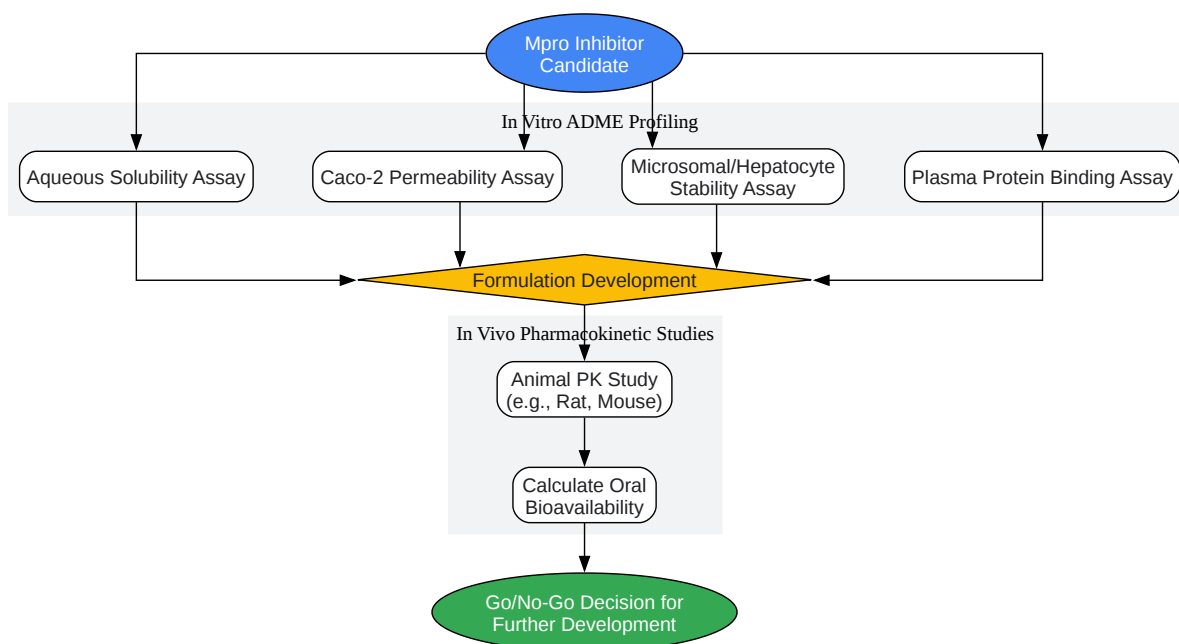 Mpro Inhibitor
Candidate
In Vitro ADME Profiling
Aqueous Solubility Assay
Caco-2 Permeability Assay
Microsomal/Hepatocyte
Stability Assay
Plasma Protein Binding Assay
Formulation Development
In Vivo Pharmacokinetic Studies
Animal PK Study
(e.g., Rat, Mouse)
Calculate Oral
Bioavailability
Go/No-Go Decision for
Further Development